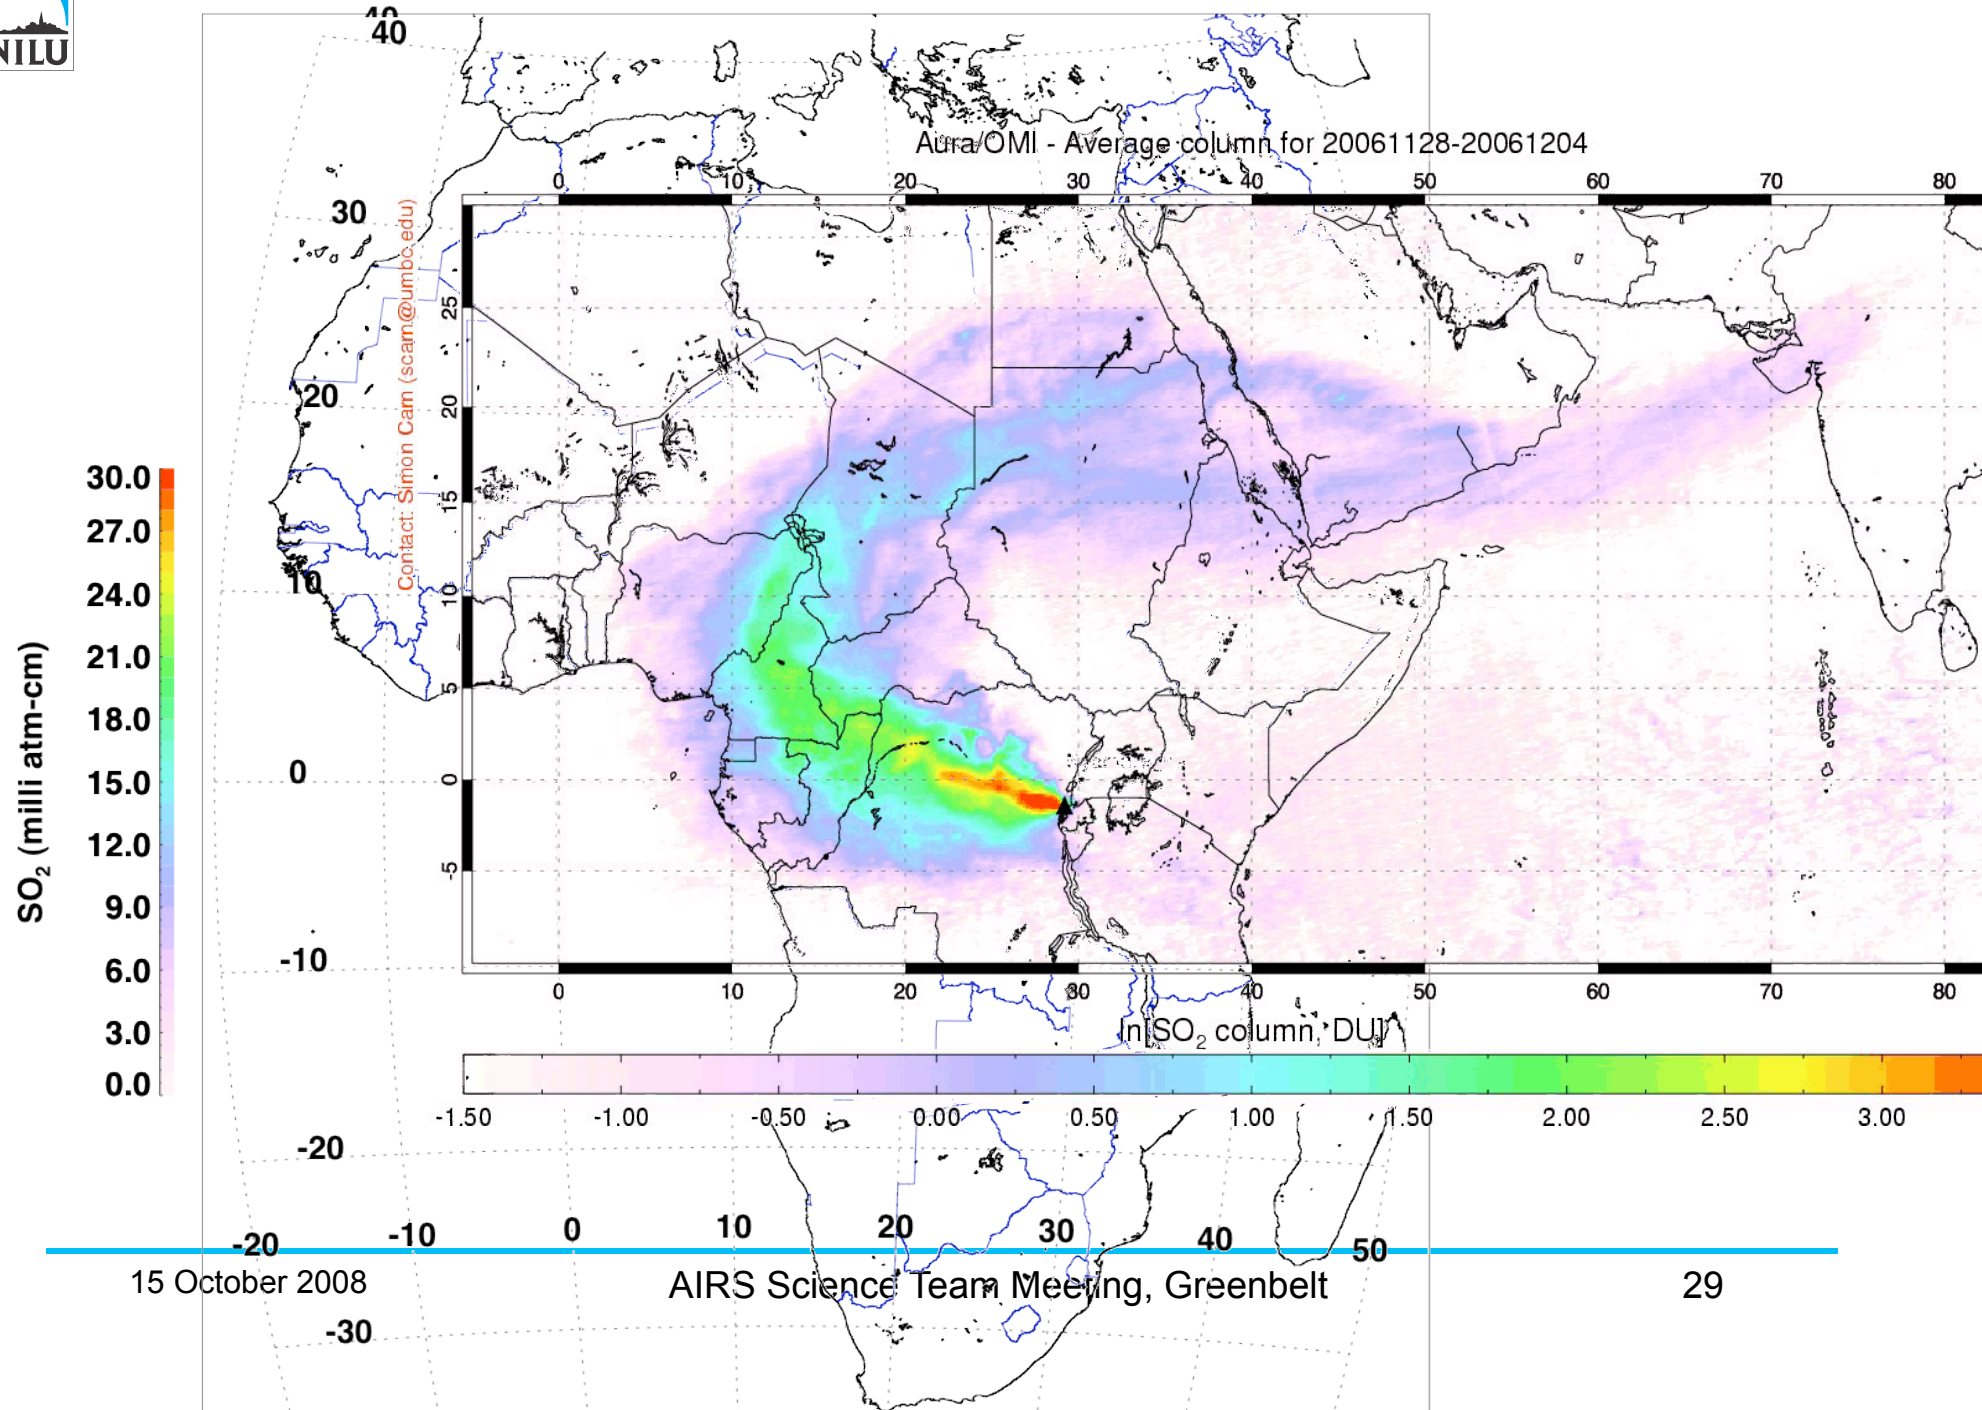 NILU
40
40
Aura/OMI - Average column for 20061128-20061204
0 10 20 30 40 50 60 70 80
30
20
10
0
-10
-20
-30
Contact: Simon Carn (scarn@umbc.edu)
25
20
15
10
5
0
-5
30.0
27.0
24.0
21.0
18.0
15.0
12.0
9.0
6.0
3.0
0.0
SO2 (milli atm-cm)
0 10 20 30 40 50 60 70 80
ln[SO2 column, DU]
-1.50 -1.00 -0.50 0.00 0.50 1.00 1.50 2.00 2.50 3.00
-20 -10 0 10 20 30 40 50
15 October 2008
AIRS Science Team Meeting, Greenbelt
29